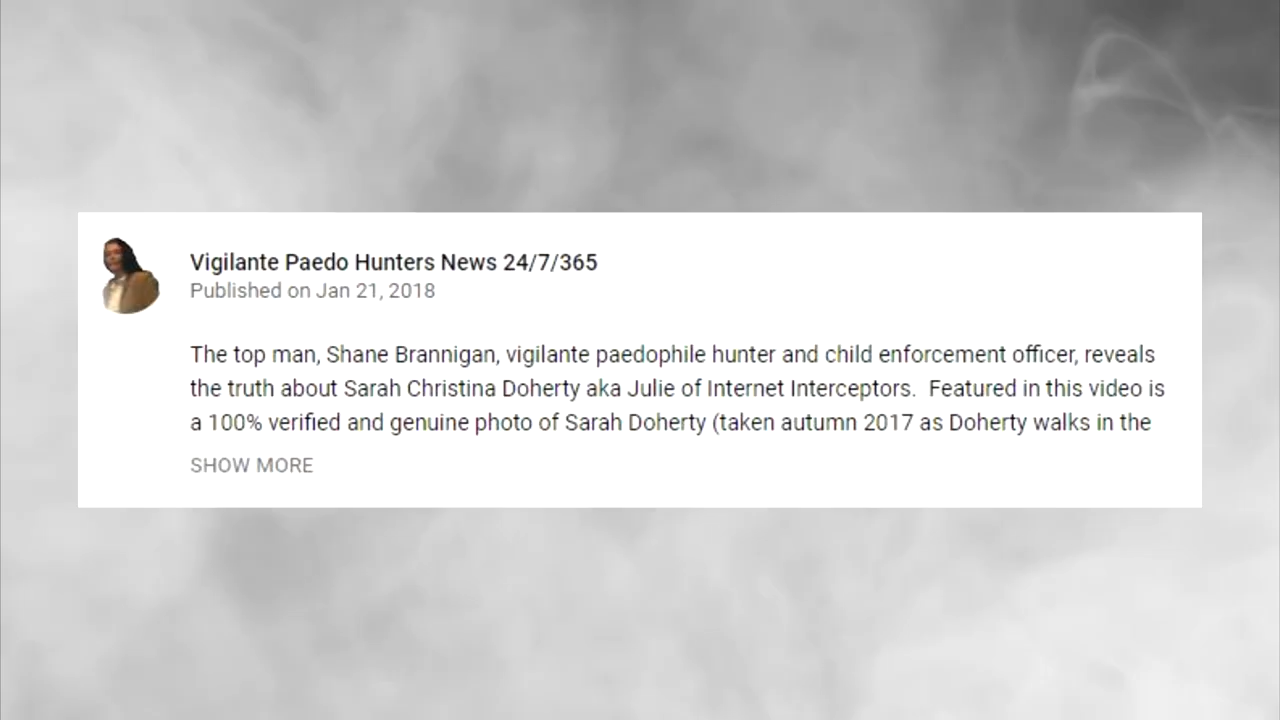 Vigilante Paedo Hunters News 24/7/365
Published on Jan 21, 2018
The top man, Shane Brannigan, vigilante paedophile hunter and child enforcement officer, reveals
the truth about Sarah Christina Doherty aka Julie of Internet Interceptors.  Featured in this video is
a 100% verified and genuine photo of Sarah Doherty (taken autumn 2017 as Doherty walks in the
SHOW MORE